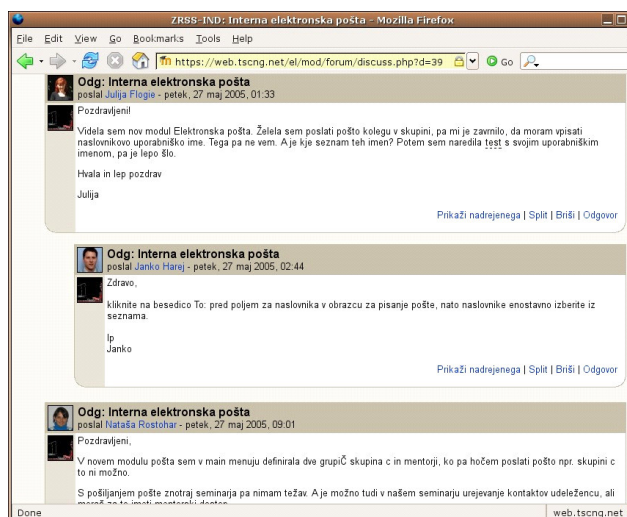 ZRSS-IND: Interna elektronska pošta - Mozilla Firefox
File Edit View Go Bookmarks Tools Help
https://web.tscng.net/el/mod/forum/discuss.php?d=39 Go
Odg: Interna elektronska pošta
poslal Julija Flogie - petek, 27 maj 2005, 01:33
Pozdravljeni!
Videla sem nov modul Elektronska pošta. Želela sem poslati pošto kolegu v skupini, pa mi je zavrnilo, da moram vpisati
naslovnikovo uporabniško ime. Tega pa ne vem. A je kje seznam teh imen? Potem sem naredila test s svojim uporabniškim
imenom, pa je lepo šlo.
Hvala in lep pozdrav
Julija
Prikaži nadrejenega | Split | Briši | Odgovor
Odg: Interna elektronska pošta
poslal Janko Harej - petek, 27 maj 2005, 02:44
Zdravo,
kliknite na besedico To: pred poljem za naslovnika v obrazcu za pisanje pošte, nato naslovnike enostavno izberite iz
seznama.
lp
Janko
Prikaži nadrejenega | Split | Briši | Odgovor
Odg: Interna elektronska pošta
poslal Nataša Rostohar - petek, 27 maj 2005, 09:01
Pozdravljeni,
V novem modulu pošta sem v main menuju definirala dve grupiČ skupina c in mentorji, ko pa hočem poslati pošto npr. skupini c
to ni možno.
S pošiljanjem pošte znotraj seminarja pa nimam težav. A je možno tudi v našem seminarju urejevanje kontaktov udeležencu, ali
Done web.tscng.net